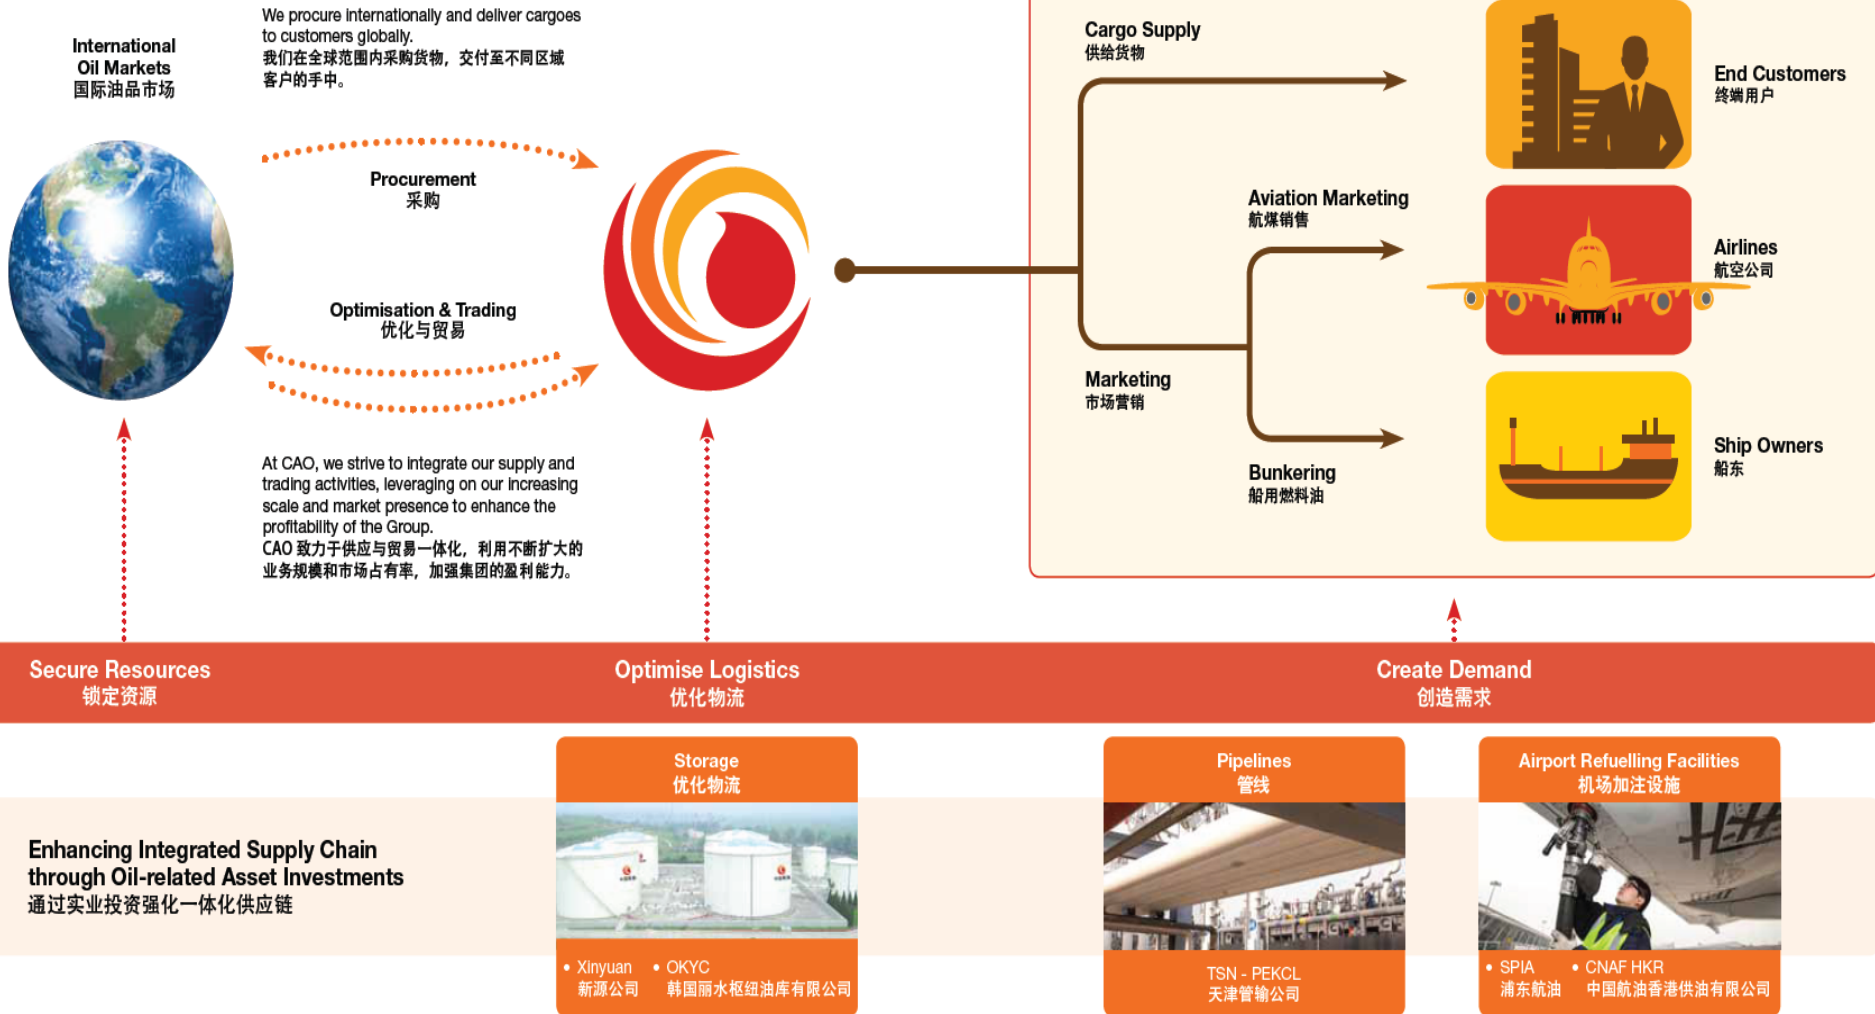 International
Oil Markets
国际油品市场
We procure internationally and deliver cargoes
to customers globally.
我们在全球范围内采购货物，交付至不同区域
客户的手中。
Procurement
采购
Optimisation & Trading
优化与贸易
At CAO, we strive to integrate our supply and
trading activities, leveraging on our increasing
scale and market presence to enhance the
profitability of the Group.
CAO 致力于供应与贸易一体化，利用不断扩大的
业务规模和市场占有率，加强集团的盈利能力。
Cargo Supply
供给货物
End Customers
终端用户
Aviation Marketing
航煤销售
Airlines
航空公司
Marketing
市场营销
Bunkering
船用燃料油
Ship Owners
船东
Secure Resources
锁定资源
Optimise Logistics
优化物流
Create Demand
创造需求
Enhancing Integrated Supply Chain
through Oil-related Asset Investments
通过实业投资强化一体化供应链
Storage
优化物流
• Xinyuan • OKYC
新源公司 韩国丽水枢纽油库有限公司
Pipelines
管线
TSN - PEKCL
天津管输公司
Airport Refuelling Facilities
机场加注设施
• SPIA • CNAF HKR
浦东航油 中国航油香港供油有限公司